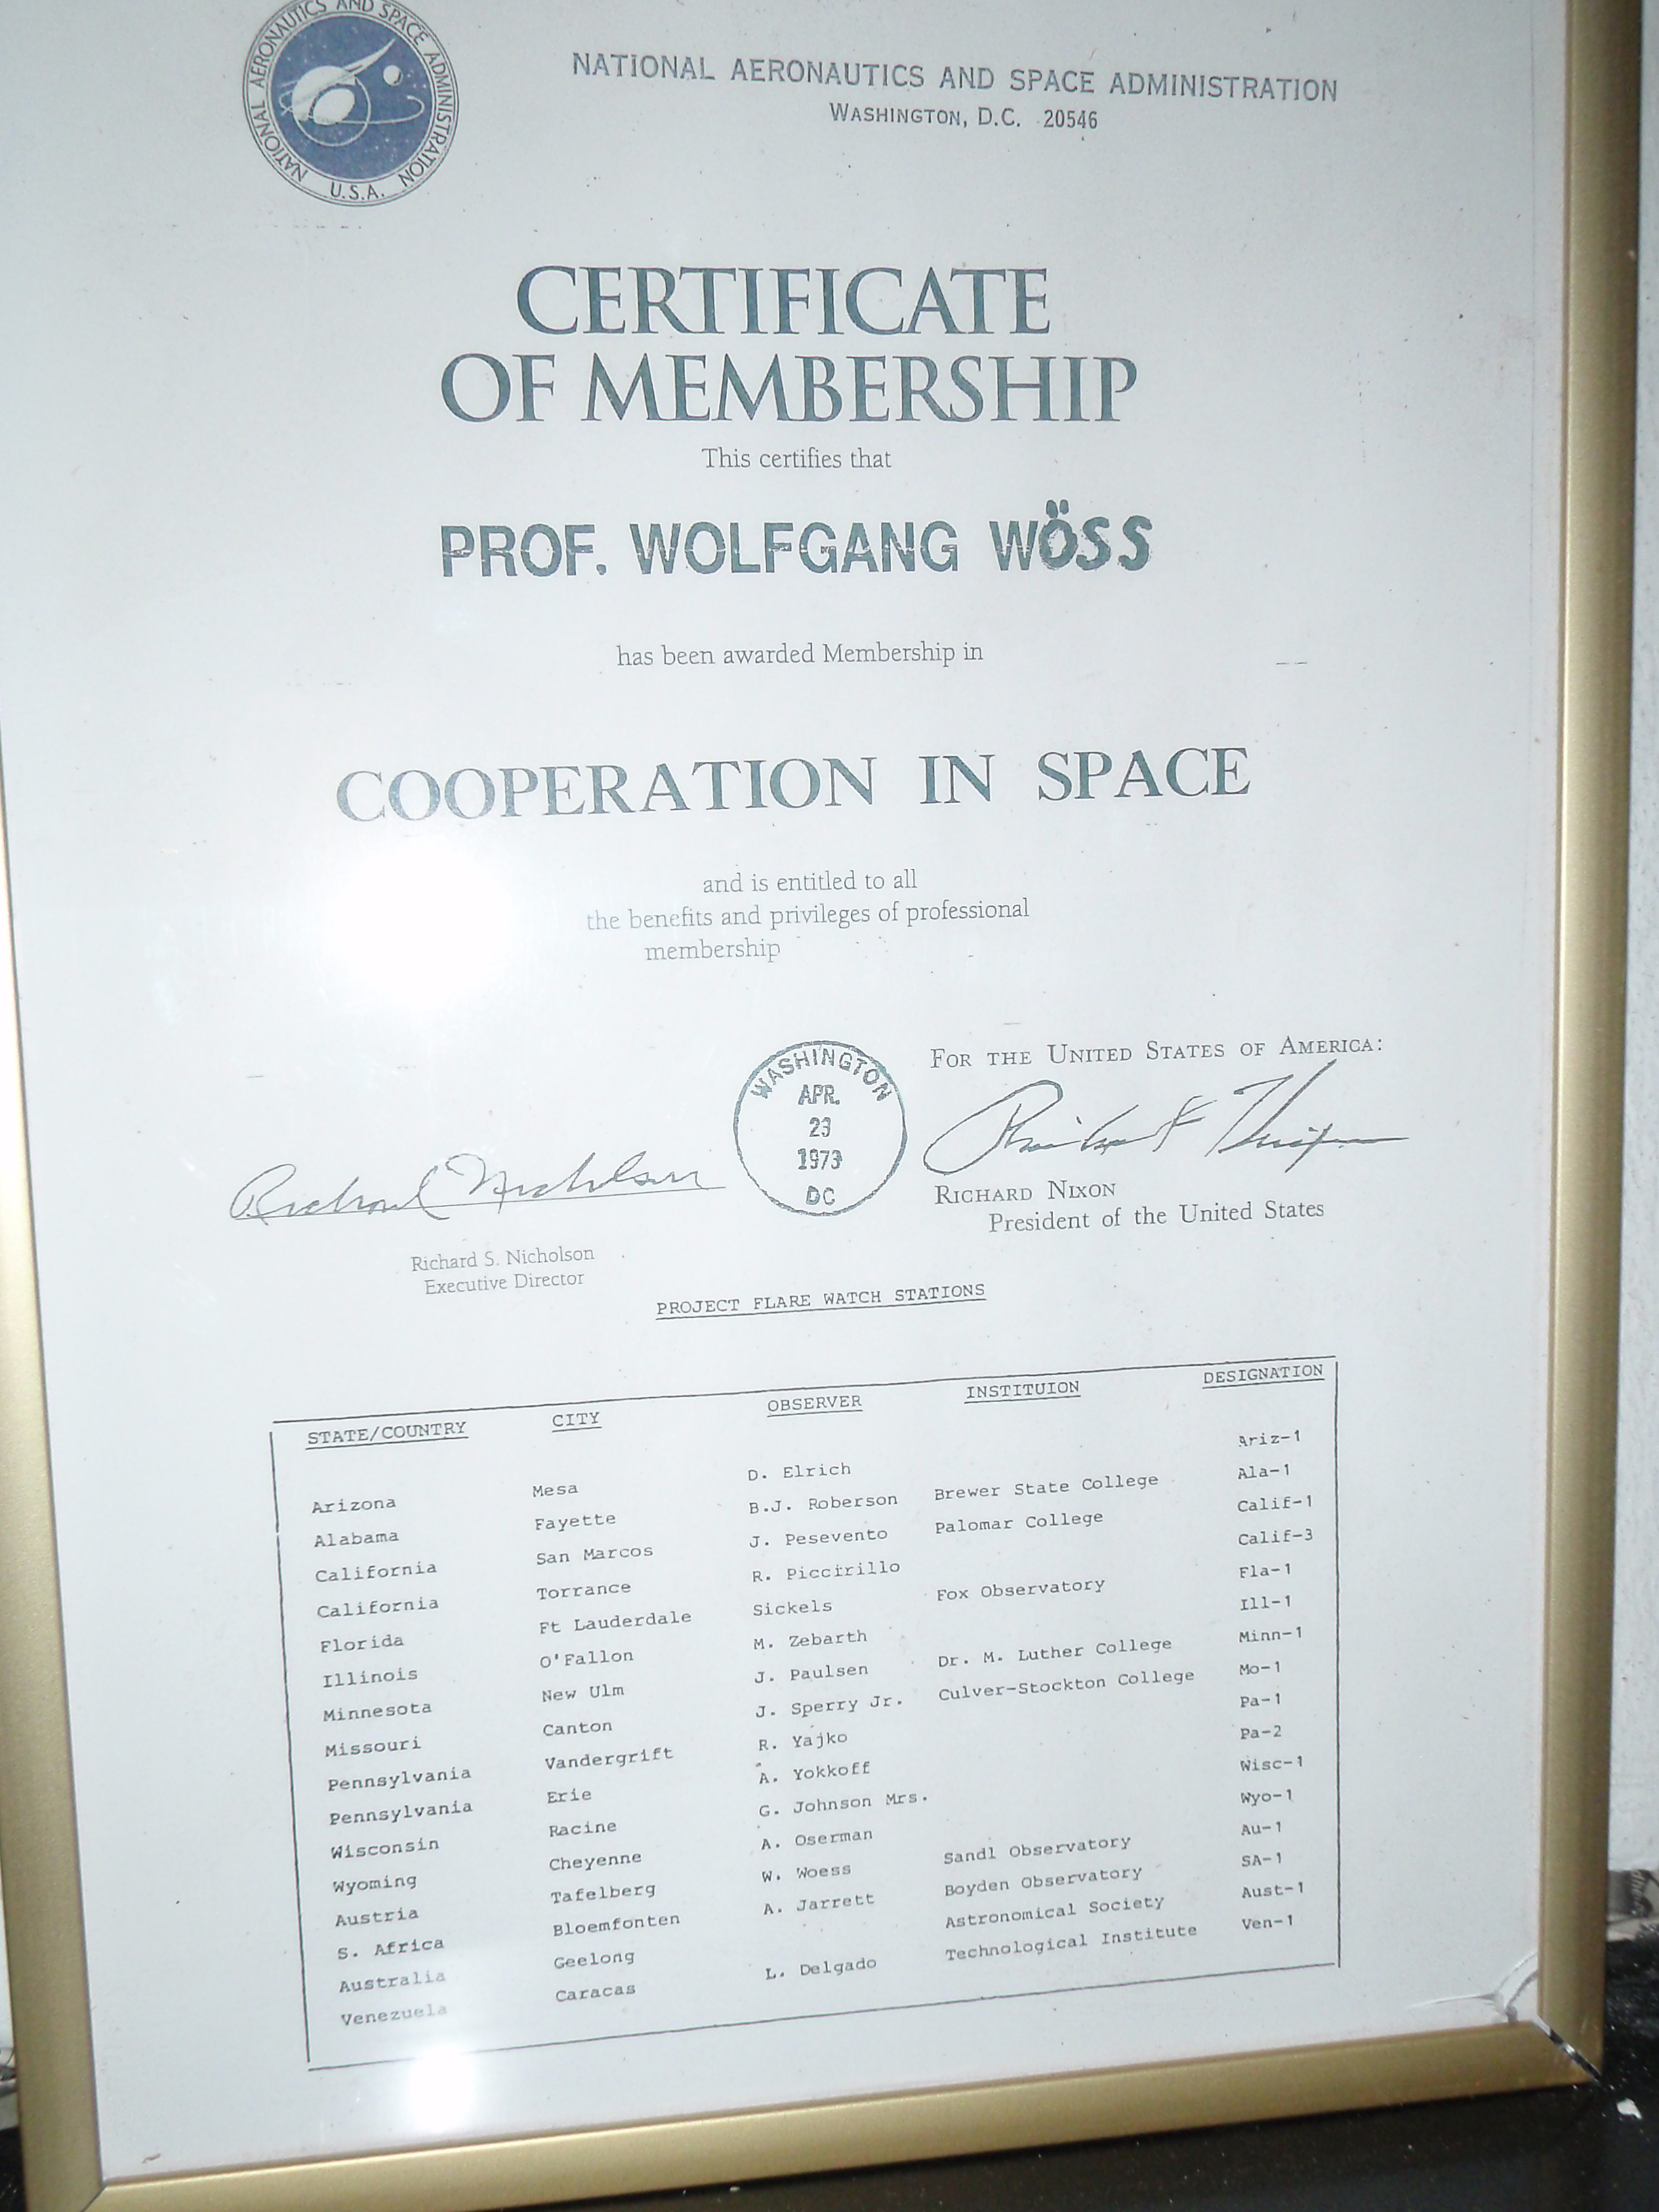 NATIONAL AERONAUTICS AND SPACE ADMINISTRATION
U.S.A.
NATIONAL AERONAUTICS AND SPACE ADMINISTRATION
WASHINGTON, D.C. 20546
CERTIFICATE
OF MEMBERSHIP
This certifies that
PROF. WOLFGANG WÖSS
has been awarded Membership in
COOPERATION IN SPACE
and is entitled to all
the benefits and privileges of professional
membership
WASHINGTON
APR.
23
1973
DC
FOR THE UNITED STATES OF AMERICA:
Richard Nicholson
RICHARD NIXON
President of the United States
Richard S. Nicholson
Executive Director
PROJECT FLARE WATCH STATIONS
STATE/COUNTRY CITY OBSERVER INSTITUION DESIGNATION
Arizona Mesa D. Elrich Ariz-1
Alabama Fayette B.J. Roberson Brewer State College Ala-1
California San Marcos J. Pesevento Palomar College Calif-1
California Torrance R. Piccirillo Calif-3
Florida Ft Lauderdale Sickels Fox Observatory Fla-1
Illinois O'Fallon M. Zebarth Ill-1
Minnesota New Ulm J. Paulsen Dr. M. Luther College Minn-1
Missouri Canton J. Sperry Jr. Culver-Stockton College Mo-1
Pennsylvania Vandergrift R. Yajko Pa-1
Pennsylvania Erie A. Yokkoff Pa-2
Wisconsin Racine G. Johnson Mrs. Wisc-1
Wyoming Cheyenne A. Oserman Wyo-1
Austria Tafelberg W. Woess Sandl Observatory Au-1
S. Africa Bloemfonten A. Jarrett Boyden Observatory SA-1
Australia Geelong Astronomical Society Aust-1
Venezuela Caracas L. Delgado Technological Institute Ven-1